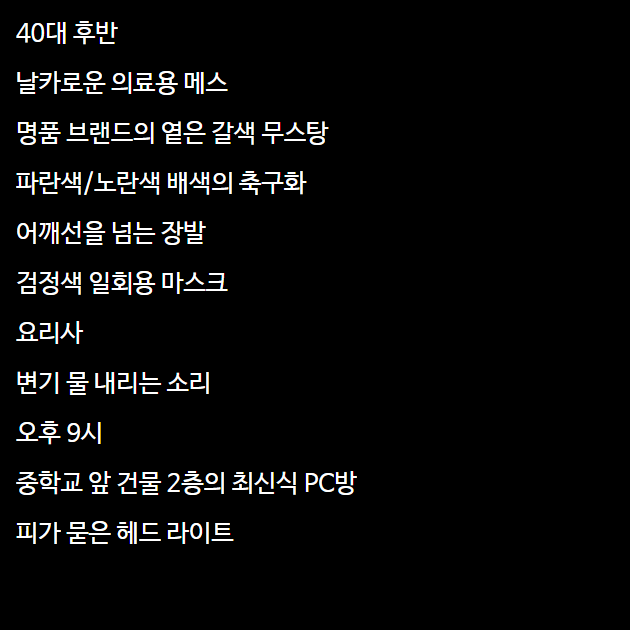 40대 후반
날카로운 의료용 메스
명품 브랜드의 옅은 갈색 무스탕
파란색/노란색 배색의 축구화
어깨선을 넘는 장발
검정색 일회용 마스크
요리사
변기 물 내리는 소리
오후 9시
중학교 앞 건물 2층의 최신식 PC방
피가 묻은 헤드 라이트